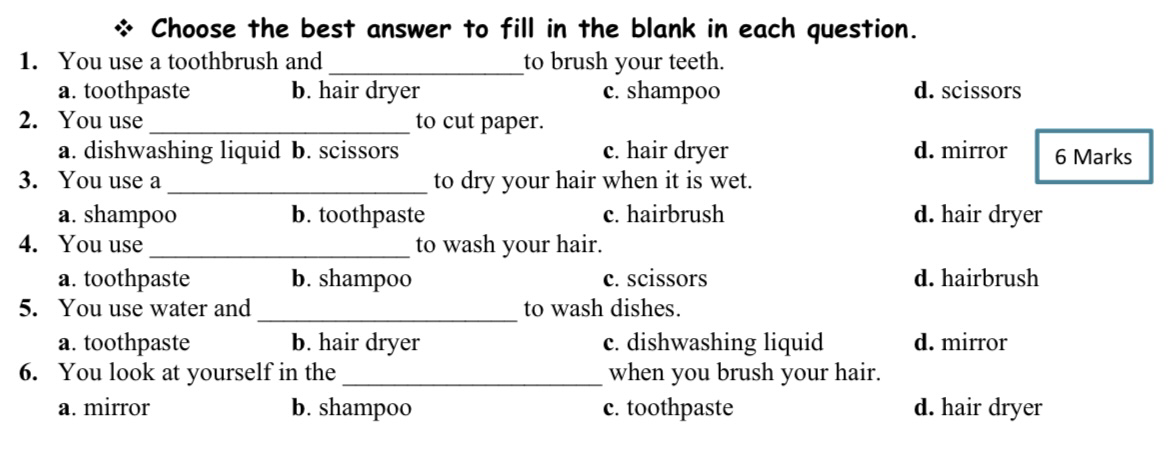 ❖ Choose the best answer to fill in the blank in each question.
1. You use a toothbrush and _______________to brush your teeth.
a. toothpaste b. hair dryer c. shampoo d. scissors
2. You use ____________________ to cut paper.
a. dishwashing liquid b. scissors c. hair dryer d. mirror
6 Marks
3. You use a ____________________ to dry your hair when it is wet.
a. shampoo b. toothpaste c. hairbrush d. hair dryer
4. You use ____________________ to wash your hair.
a. toothpaste b. shampoo c. scissors d. hairbrush
5. You use water and ____________________ to wash dishes.
a. toothpaste b. hair dryer c. dishwashing liquid d. mirror
6. You look at yourself in the ____________________ when you brush your hair.
a. mirror b. shampoo c. toothpaste d. hair dryer